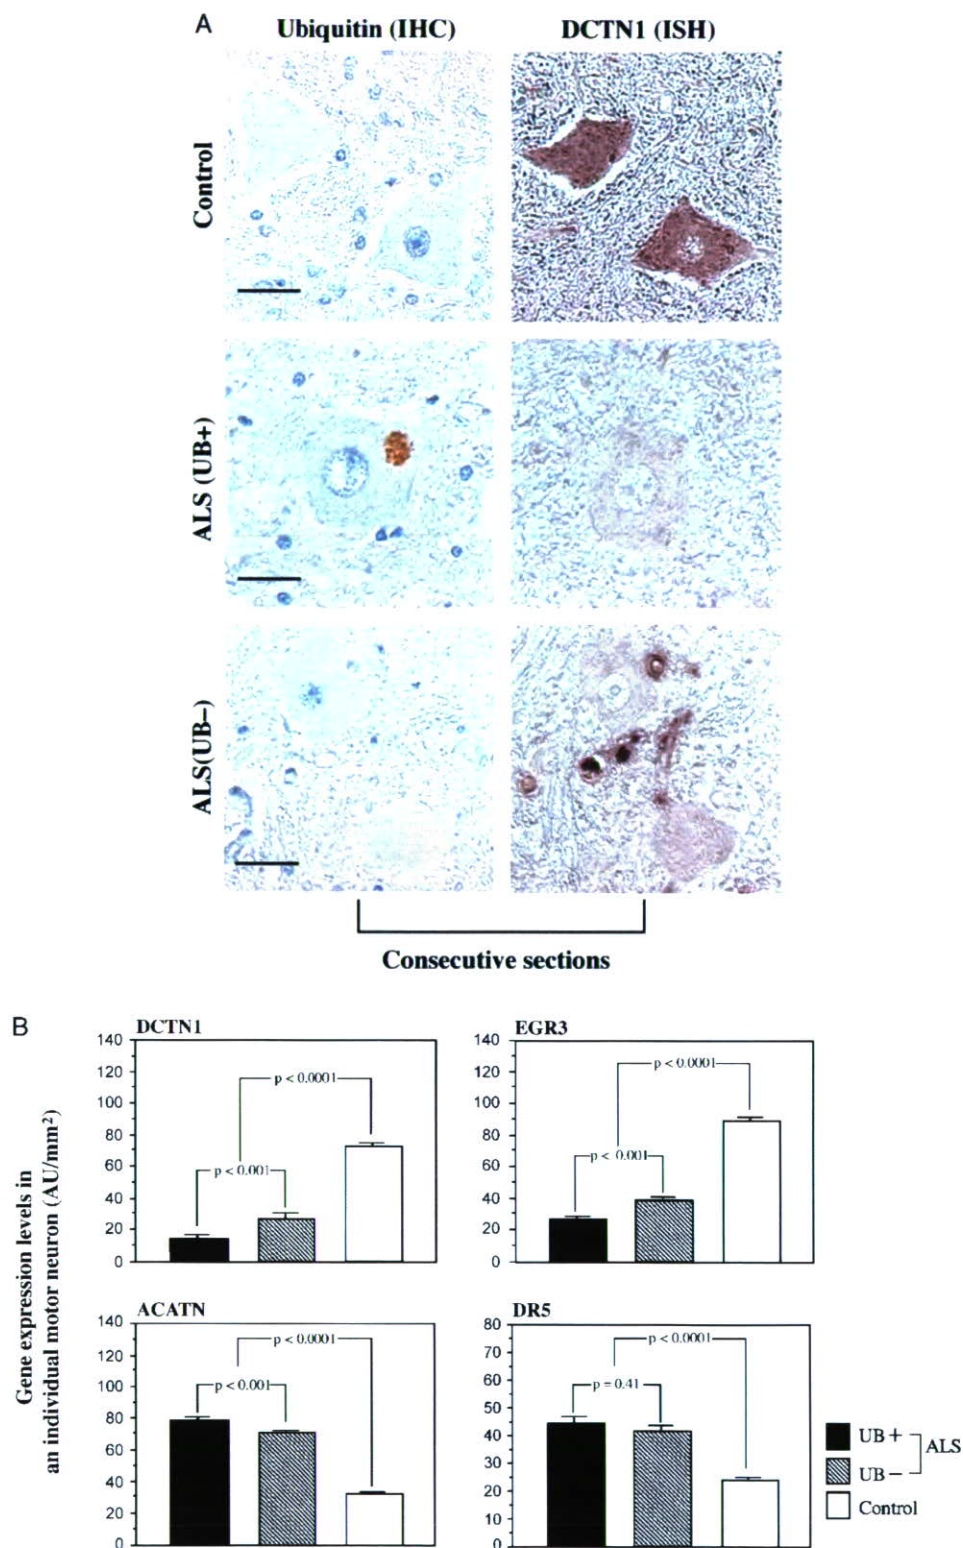 A
Ubiquitin (IHC)
DCTN1 (ISH)
Control
ALS (UB+)
ALS(UB−)
Consecutive sections
B
Gene expression levels in
an individual motor neuron (AU/mm²)
DCTN1
140
120
100
80
60
40
20
0
p < 0.0001
p < 0.001
EGR3
140
120
100
80
60
40
20
0
p < 0.0001
p < .001
ACATN
140
120
100
80
60
40
20
0
p < 0.0001
p < 0.001
DR5
80
70
60
50
40
30
20
10
0
p < 0.0001
p = 0.41
UB +
UB −
ALS
Control